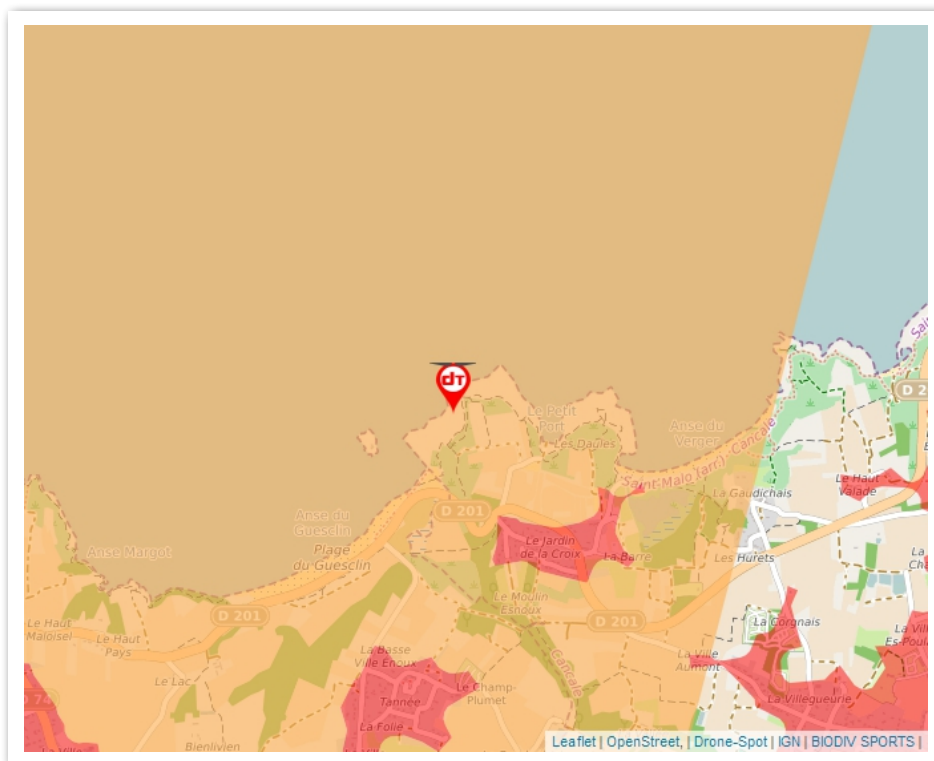 dT
Le Petit
Port
Anse du
Verger
Les Daules
Saint-Malo (arr.)
Cancale
D 201
Anse du
Guesclin
Plage
du Guesclin
Anse Margot
La Gaudichais
Le Haut
Valade
Le Jardin
de la Croix
La Barre
Les Hurets
D 201
D 201
Le Moulin
Esnoux
La Gorgnais
Le Haut
Maloisel
Le Haut
Pays
La Basse
Ville Enoux
Cancale
La Ville
Aumont
Le Lac
Le Champ-
Plumet
Tannée
La Villegueurie
La Folie
Bienlivien
Leaflet | OpenStreet, | Drone-Spot | IGN | BIODIV SPORTS |